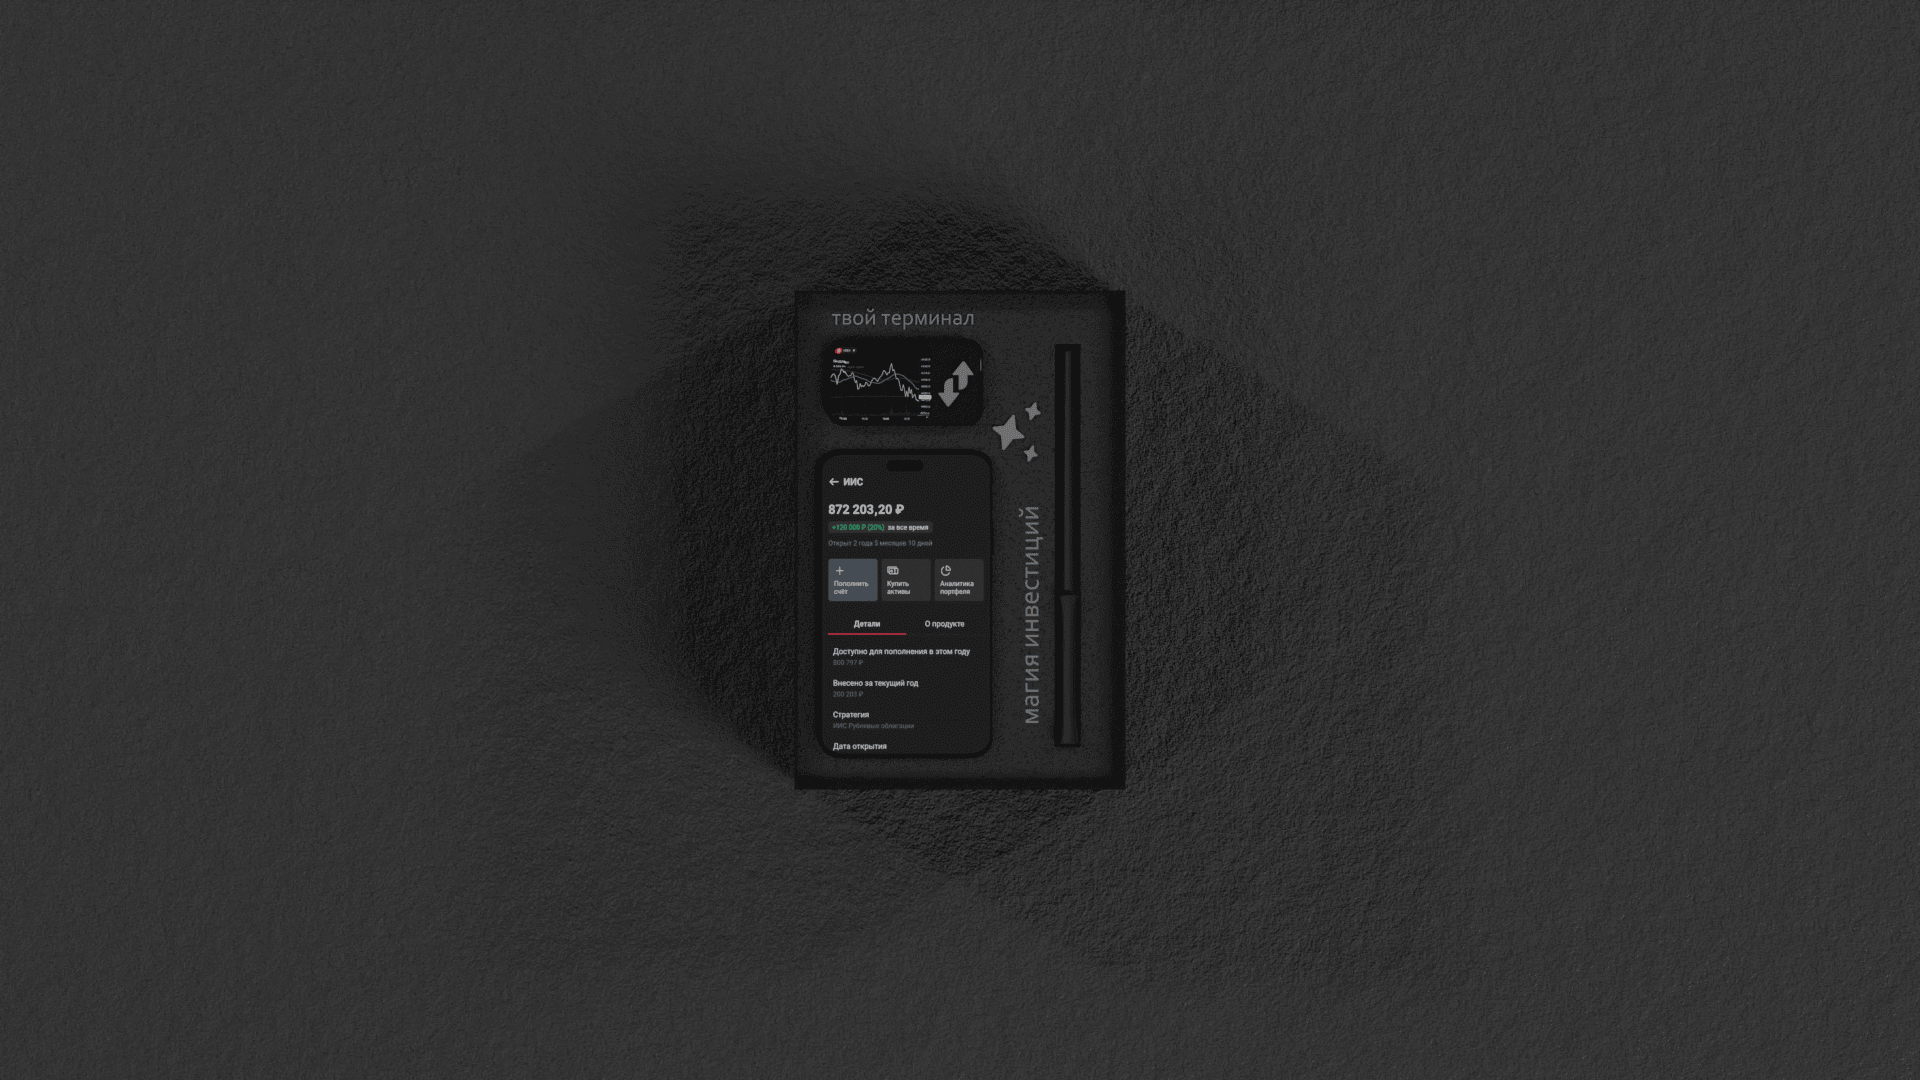 твой терминал
ИИС
872 203,20 ₽
+120 000 ₽ (20%) за все время
Открыт 2 года 5 месяцев 10 дней
Пополнить счёт
Купить активы
Аналитика портфеля
Детали
О продукте
Доступно для пополнения в этом году
800 797 ₽
Внесено за текущий год
200 203 ₽
Стратегия
ИИС Рублевые облигации
Дата открытия
магия инвестиций